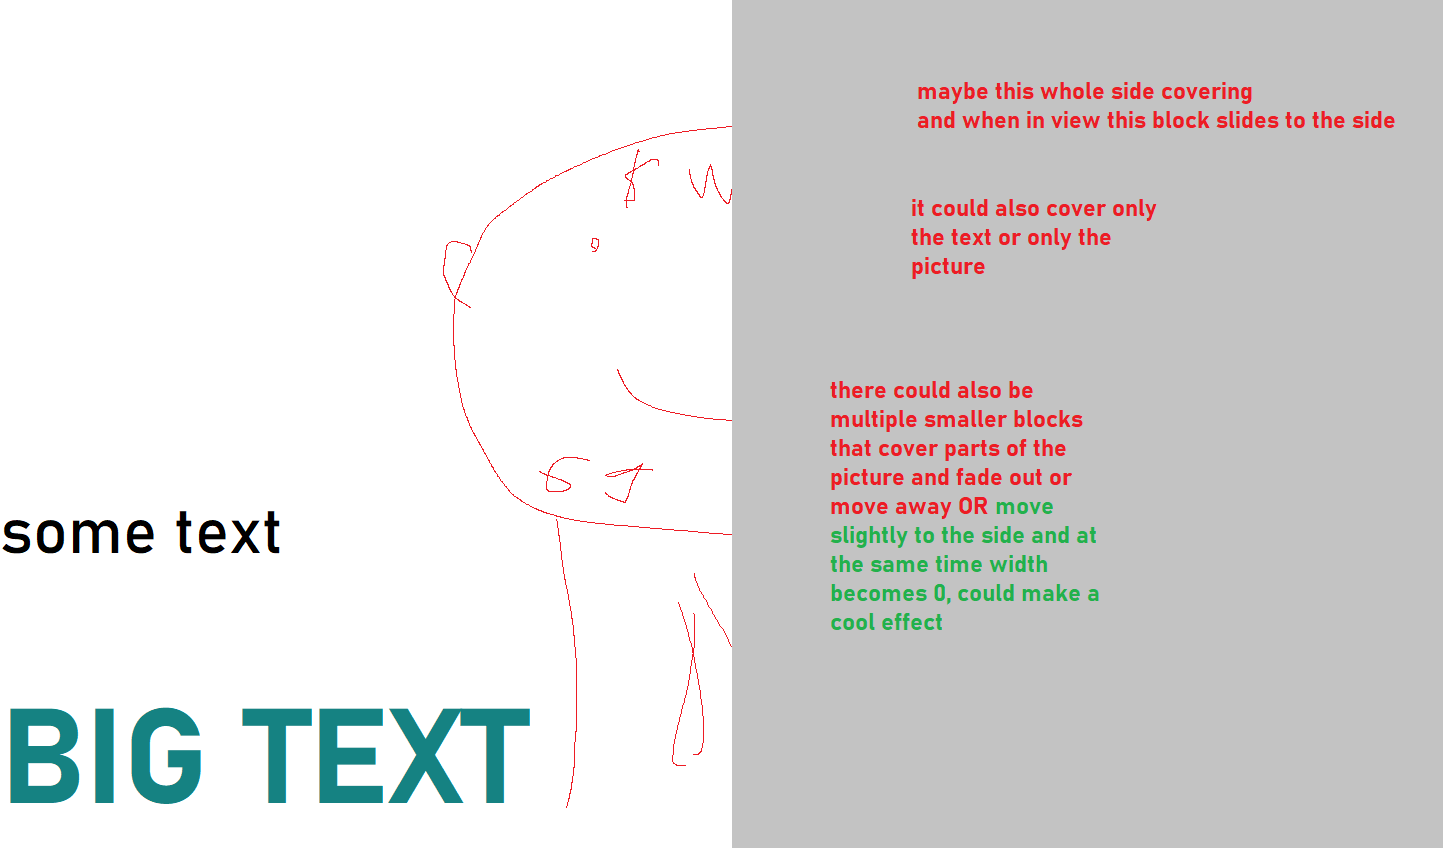 maybe this whole side covering
and when in view this block slides to the side
it could also cover only
the text or only the
picture
there could also be
multiple smaller blocks
that cover parts of the
picture and fade out or
move away OR move
slightly to the side and at
the same time width
becomes 0, could make a
cool effect
some text
BIG TEXT